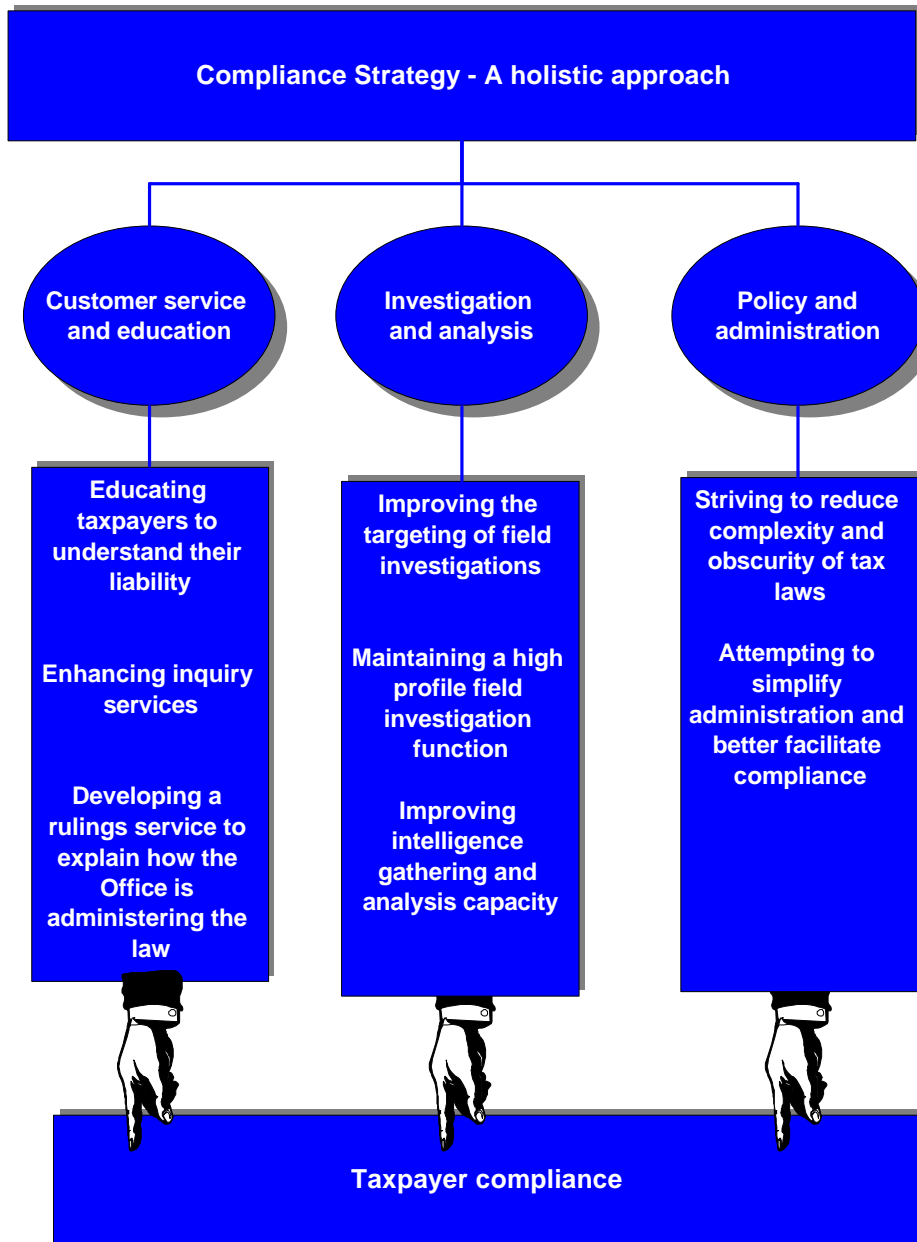 Compliance Strategy - A holistic approach
Customer service
and education
Investigation
and analysis
Policy and
administration
Educating
taxpayers to
understand their
liability
Enhancing inquiry
services
Developing a
rulings service to
explain how the
Office is
administering the
law
Improving the
targeting of field
investigations
Maintaining a high
profile field
investigation
function
Improving
intelligence
gathering and
analysis capacity
Striving to reduce
complexity and
obscurity of tax
laws
Attempting to
simplify
administration and
better facilitate
compliance
Taxpayer compliance